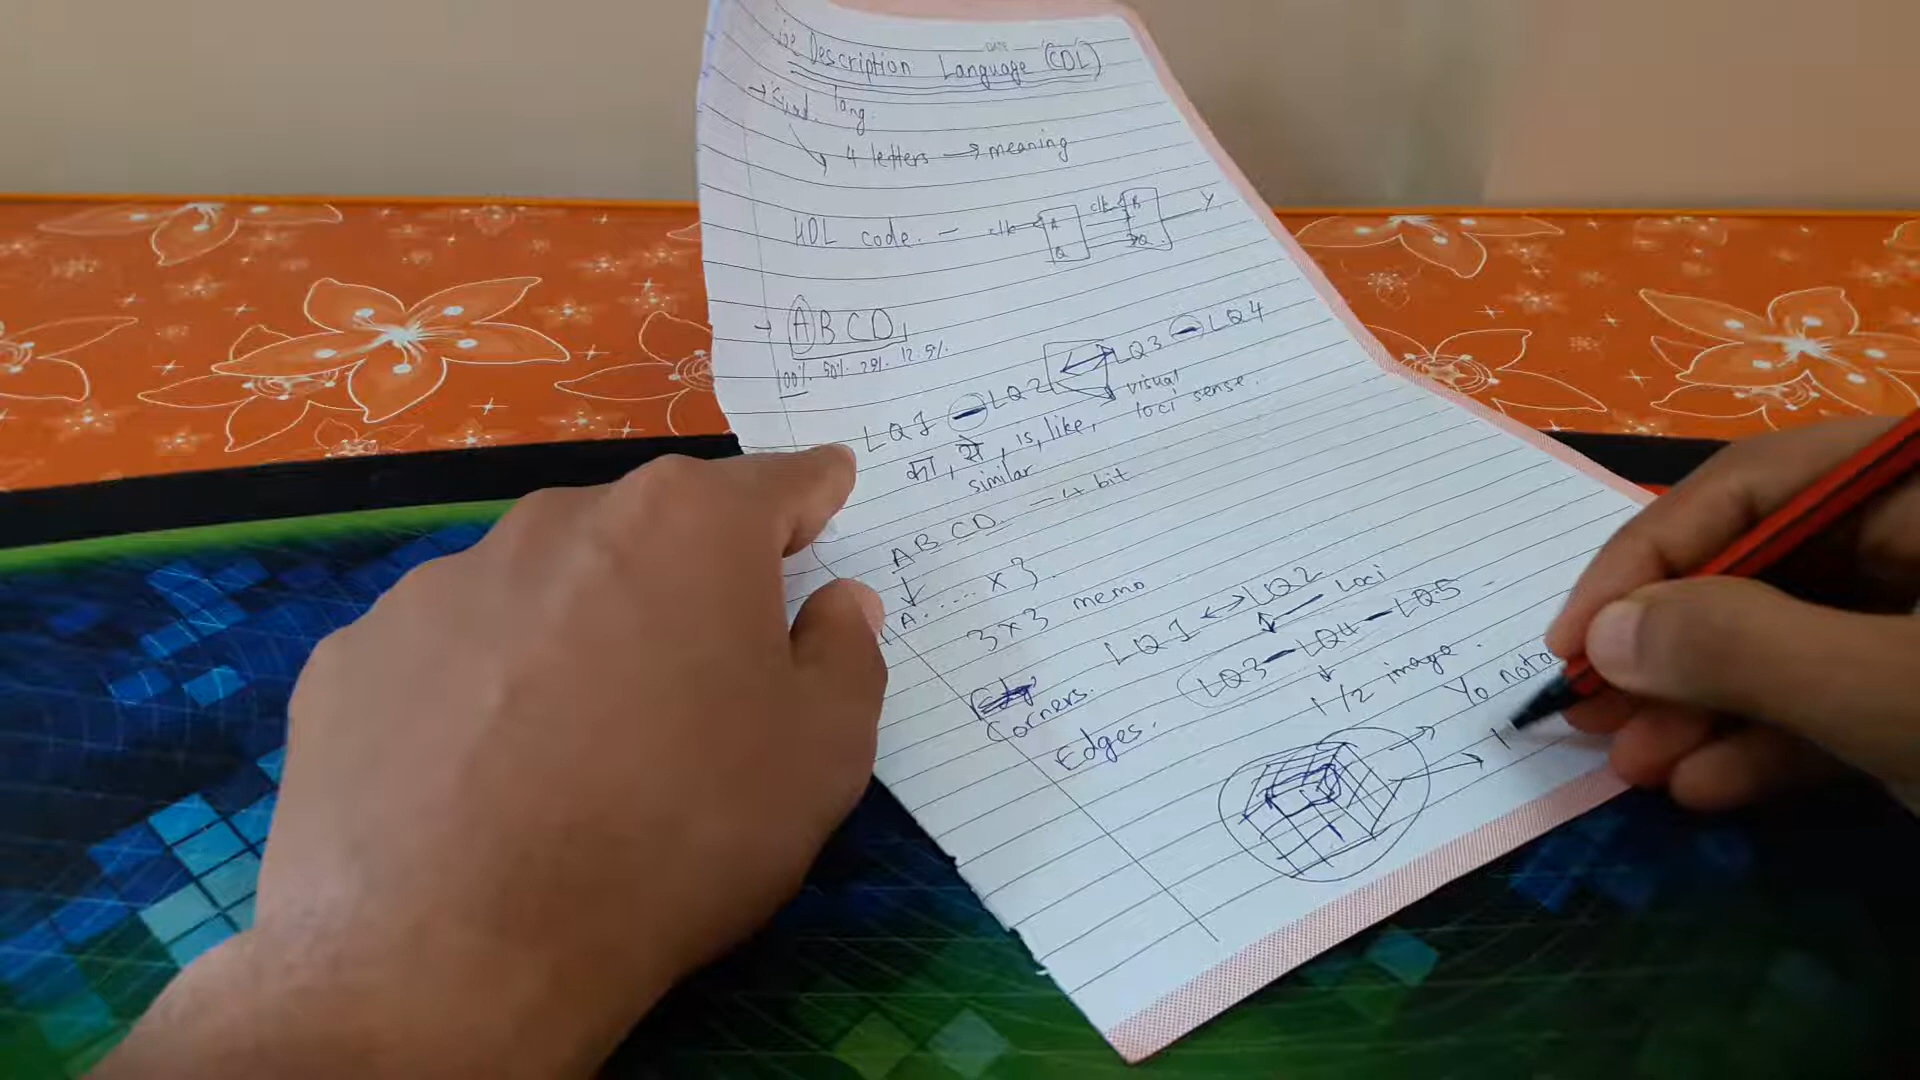 Description Language (CDL)
DATE
→ lang.
4 letters → meaning
HDL code. - clk A clk B Y
Q Q
→ ABCD
100% 50% 25% 12.5%
LQ1 - LQ2 LQ3 - LQ4
का, से, is, like, visual
similar loci sense.
ABCD - 4 bit
A..... x3.
3x3 memo
Corners. LQ1 ↔ LQ2
Loci
Edges. LQ3 - LQ4 - LQ5
1/2 image.
Yo nota